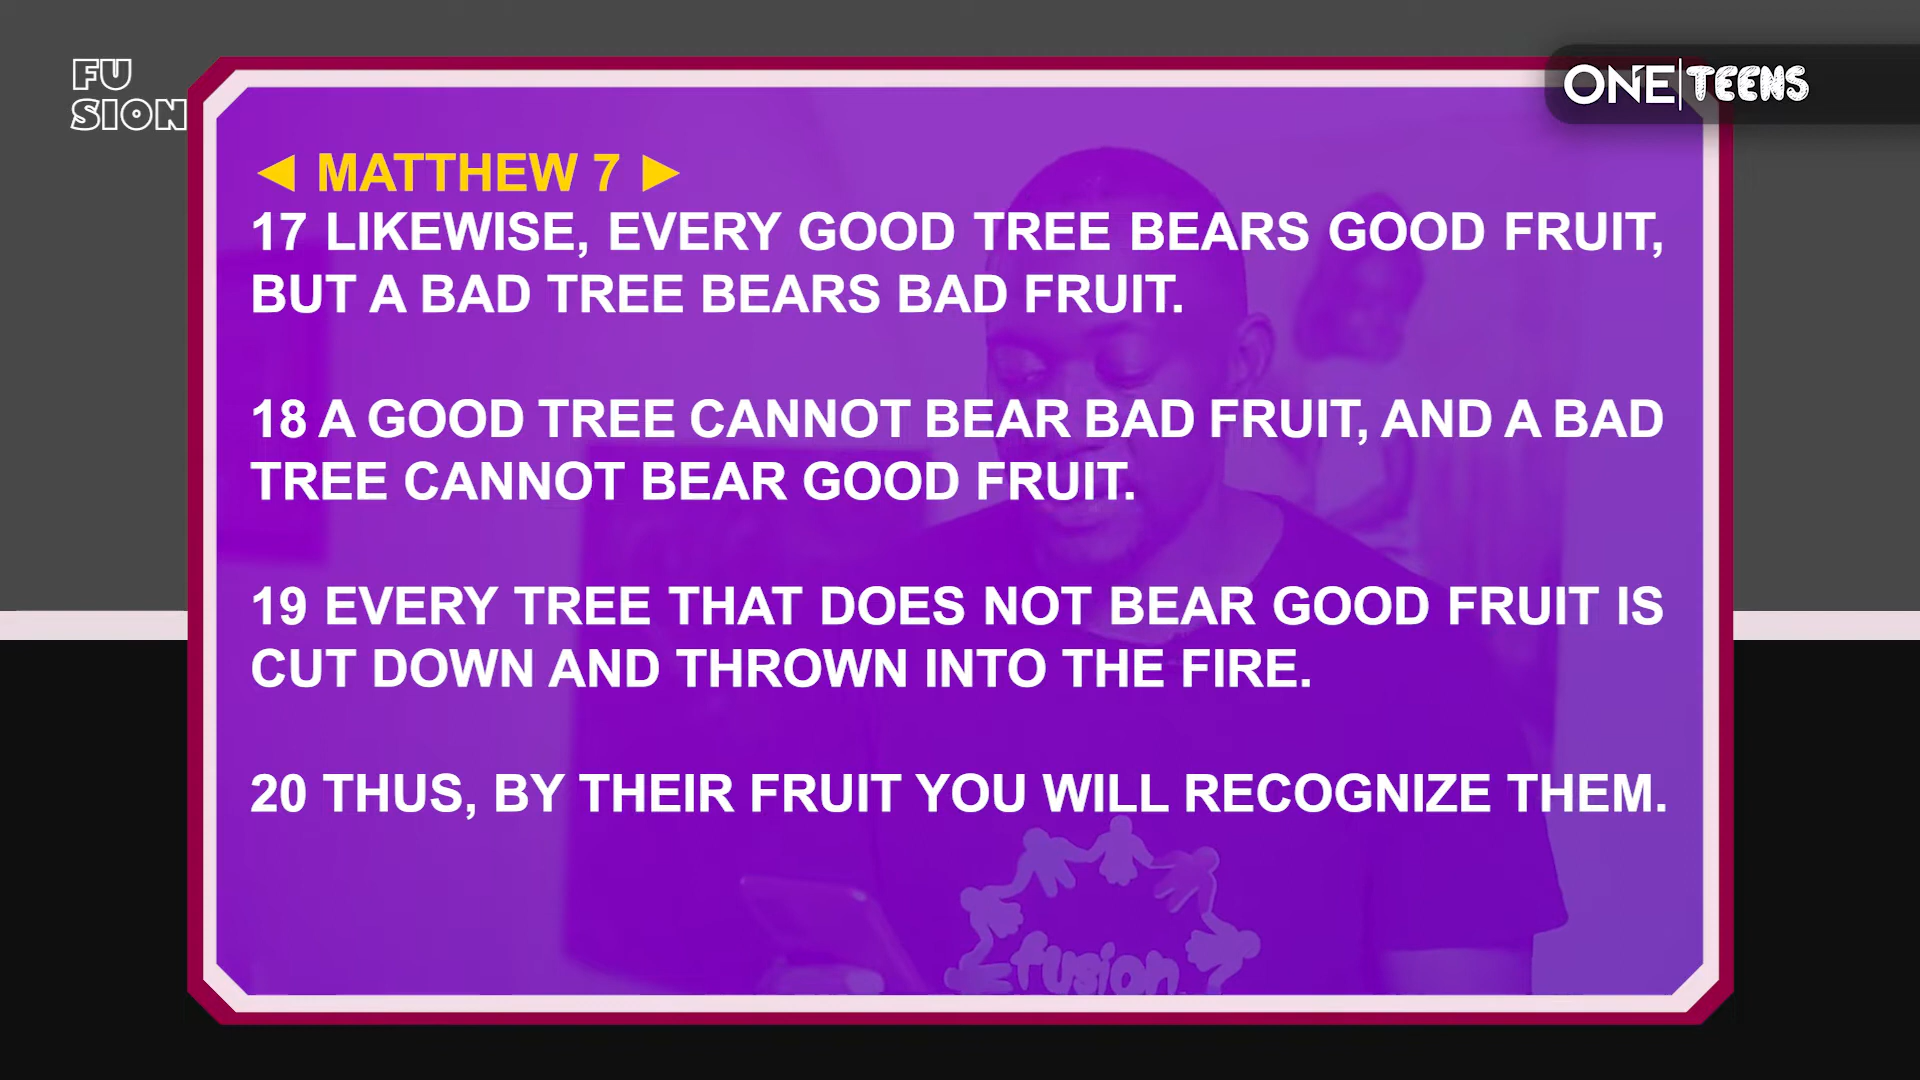 FU
SION
ONE TEENS
◄ MATTHEW 7 ►
17 LIKEWISE, EVERY GOOD TREE BEARS GOOD FRUIT,
BUT A BAD TREE BEARS BAD FRUIT.
18 A GOOD TREE CANNOT BEAR BAD FRUIT, AND A BAD
TREE CANNOT BEAR GOOD FRUIT.
19 EVERY TREE THAT DOES NOT BEAR GOOD FRUIT IS
CUT DOWN AND THROWN INTO THE FIRE.
20 THUS, BY THEIR FRUIT YOU WILL RECOGNIZE THEM.
fusion